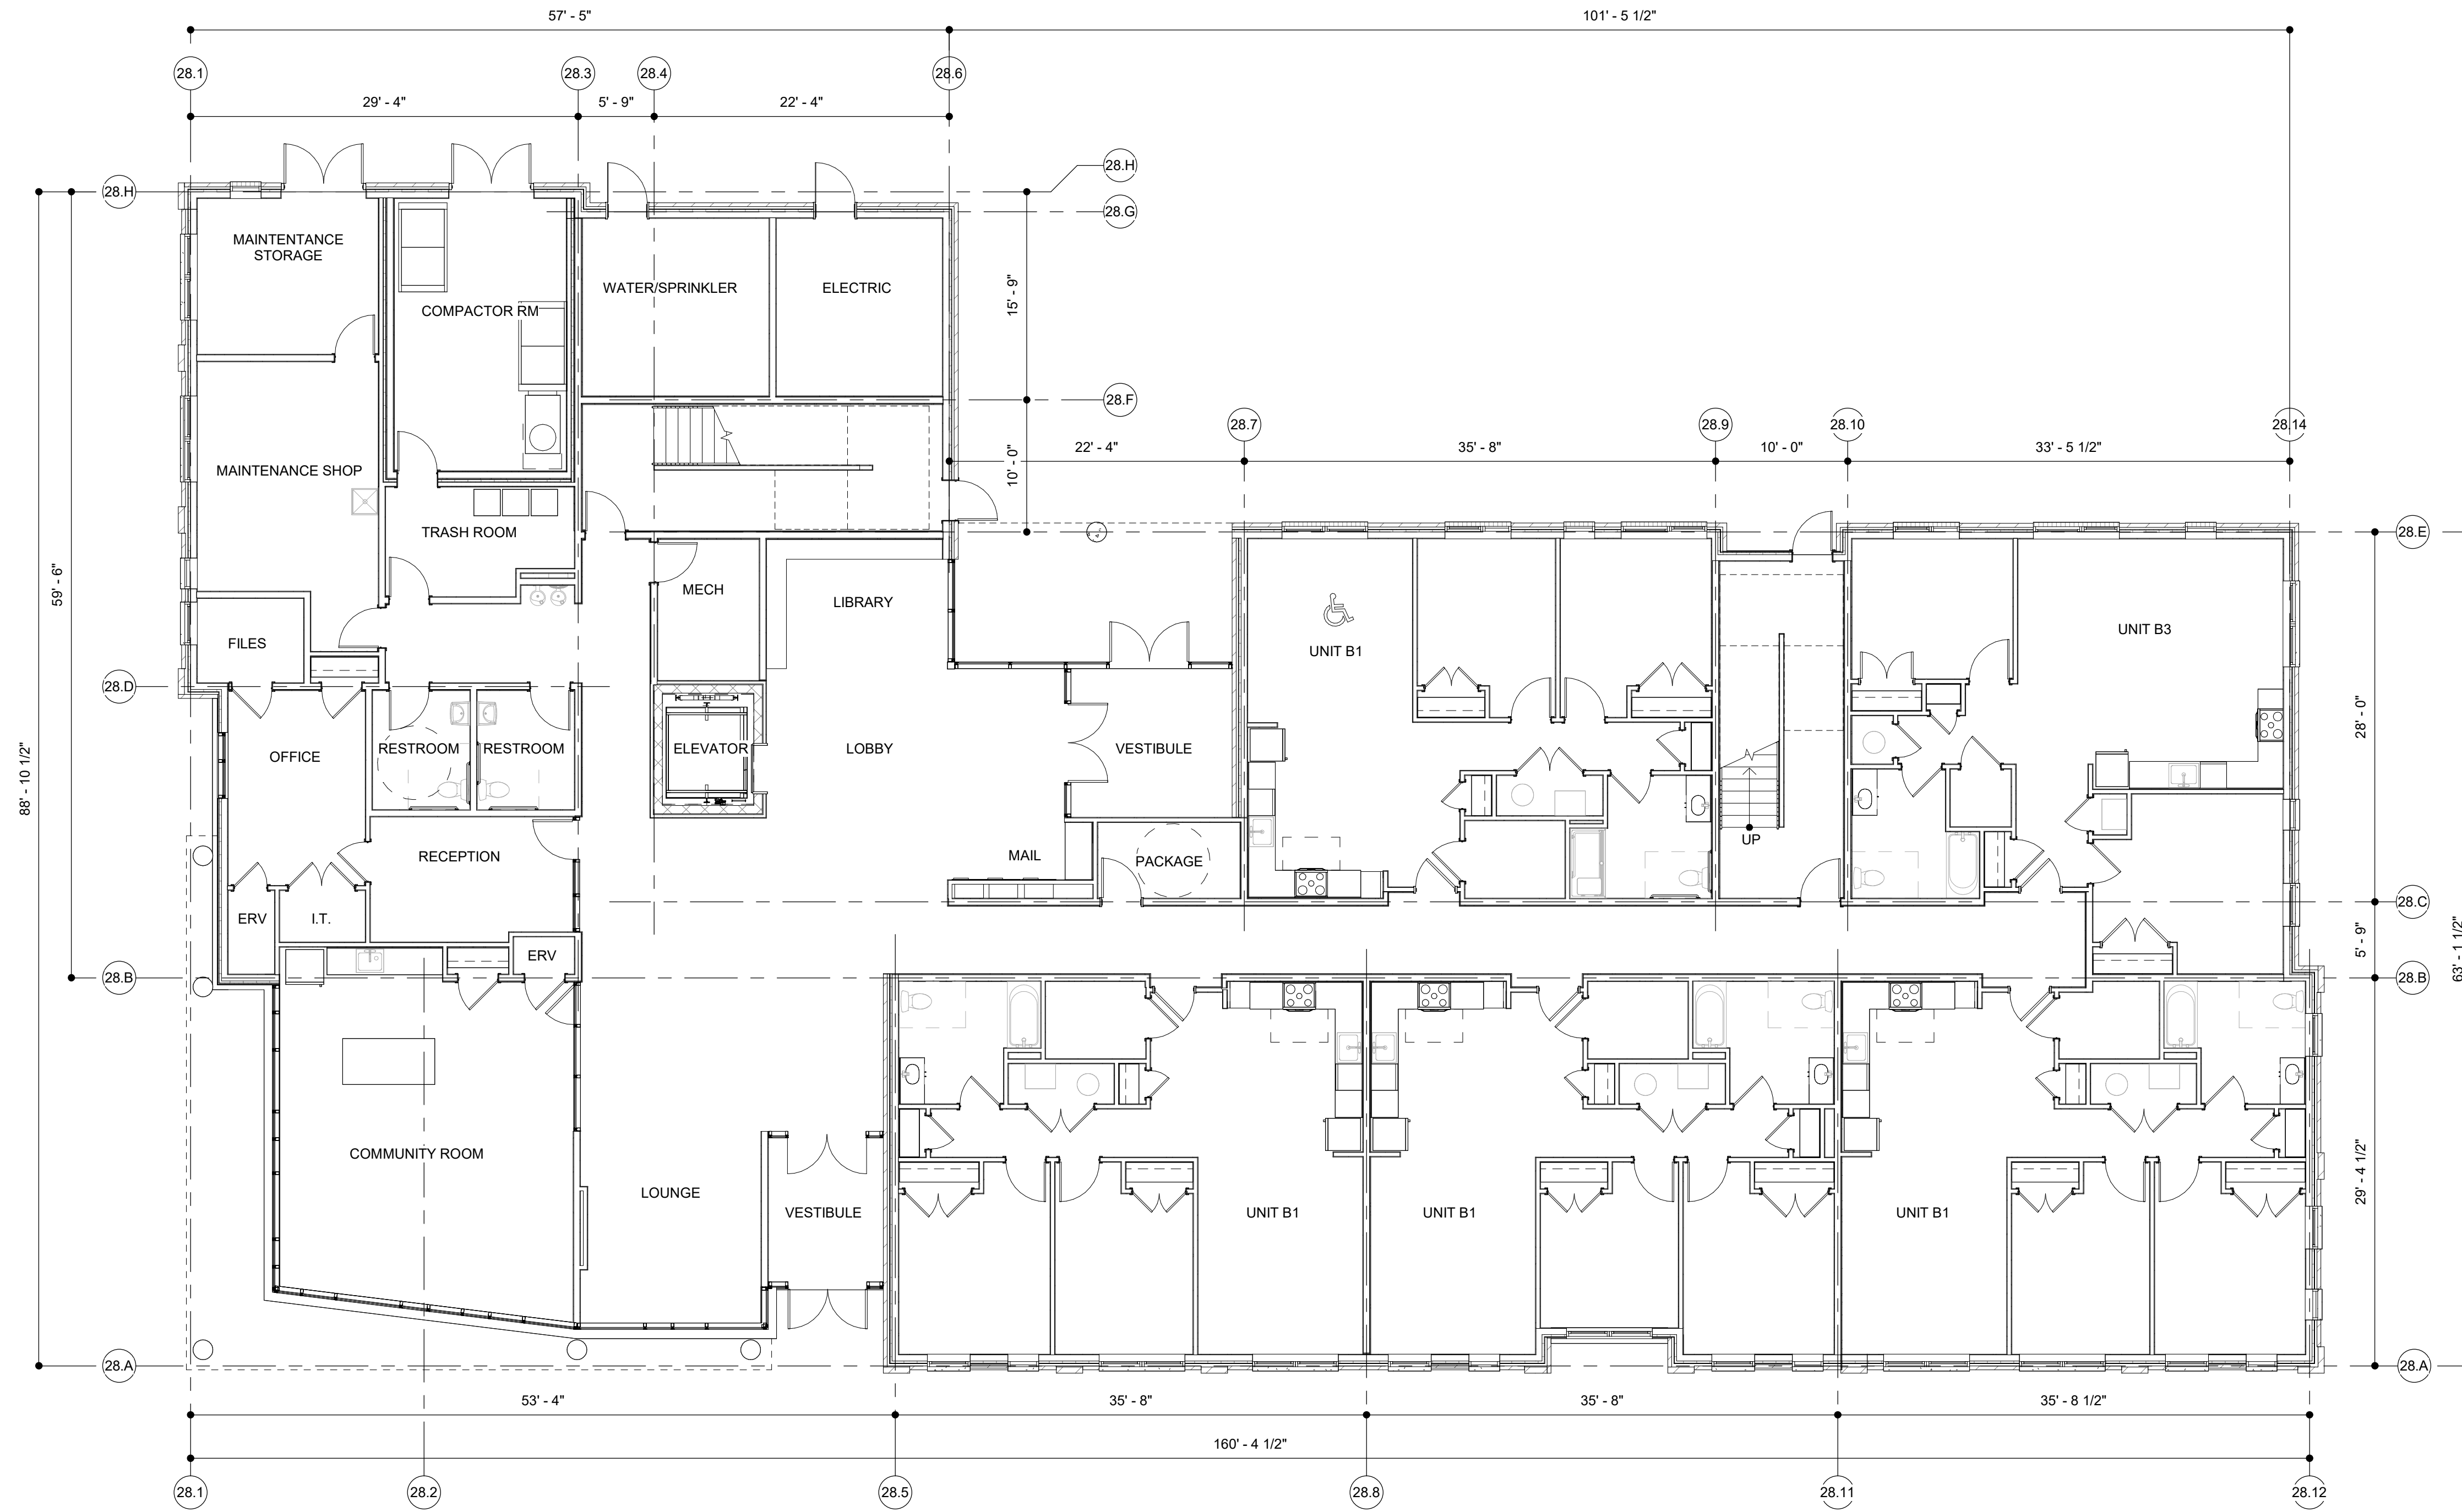 57' - 5"
101' - 5 1/2"
28.1
28.3
28.4
28.6
29' - 4"
5' - 9"
22' - 4"
28.H
28.H
28.G
MAINTENTANCE
STORAGE
COMPACTOR RM
WATER/SPRINKLER
ELECTRIC
15' - 9"
28.F
28.7
28.9
28.10
28.14
22' - 4"
35' - 8"
10' - 0"
33' - 5 1/2"
MAINTENANCE SHOP
10' - 0"
TRASH ROOM
28.E
59' - 6"
MECH
LIBRARY
FILES
UNIT B1
UNIT B3
28.D
OFFICE
RESTROOM
RESTROOM
ELEVATOR
LOBBY
VESTIBULE
28' - 0"
88' - 10 1/2"
RECEPTION
MAIL
PACKAGE
UP
ERV
I.T.
28.C
ERV
5' - 9"
63' - 1 1/2"
28.B
28.B
COMMUNITY ROOM
LOUNGE
VESTIBULE
UNIT B1
UNIT B1
UNIT B1
29' - 4 1/2"
28.A
28.A
53' - 4"
35' - 8"
35' - 8"
35' - 8 1/2"
160' - 4 1/2"
28.1
28.2
28.5
28.8
28.11
28.12